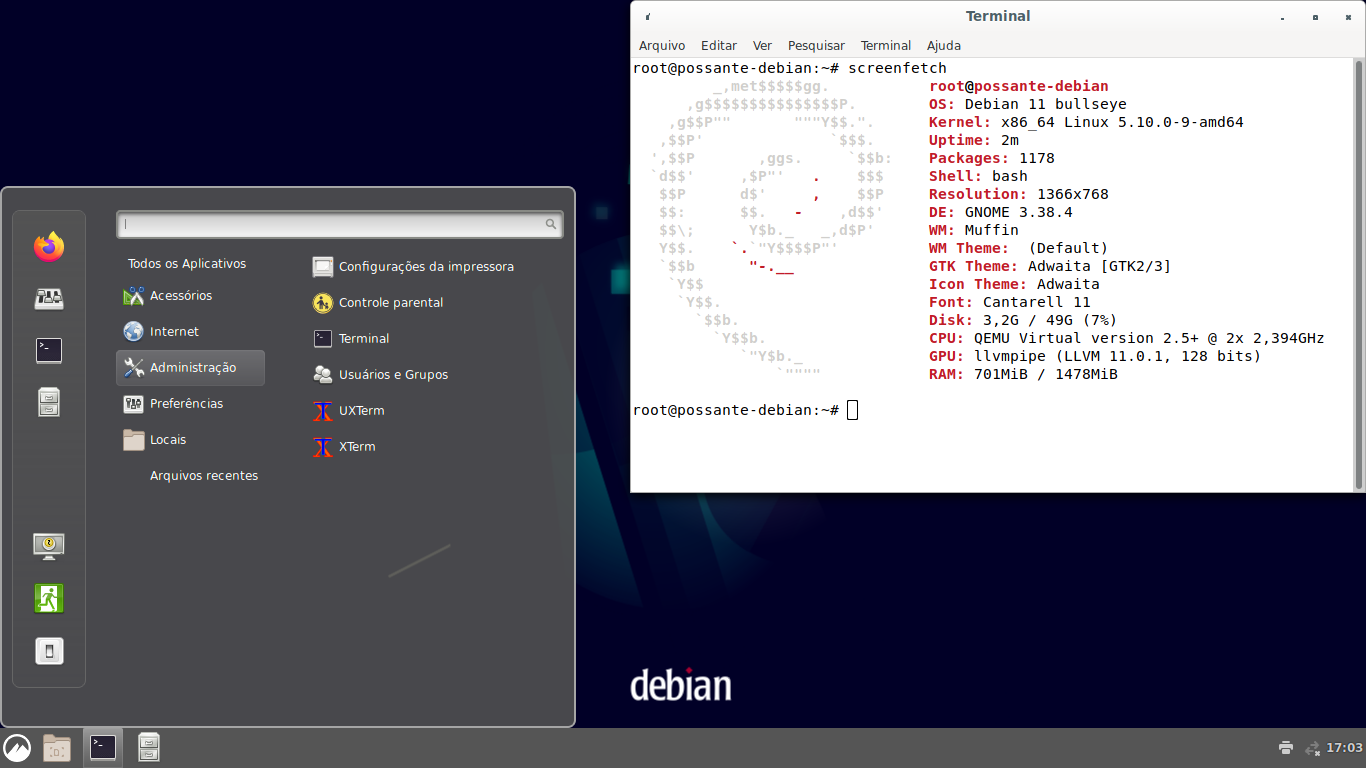 Terminal
Arquivo Editar Ver Pesquisar Terminal Ajuda
root@possante-debian:~# screenfetch
         _,met$$$$$gg.
      ,g$$$$$$$$$$$$$$$P.
    ,g$$P""       """Y$$.".
   ,$$P'              `$$$.
  ',$$P       ,ggs.     `$$b:
  `d$$'     ,$P"'   .    $$$
   $$P      d$'     ,    $$P
   $$:      $$.   -    ,d$$'
   $$\;      Y$b._   _,d$P'
   Y$$.    `.`"Y$$$$P"'
   `$$b      "-.__
    `Y$$
     `Y$$.
       `$$b.
         `Y$$b.
            `"Y$b._
                `""""
root@possante-debian
OS: Debian 11 bullseye
Kernel: x86_64 Linux 5.10.0-9-amd64
Uptime: 2m
Packages: 1178
Shell: bash
Resolution: 1366x768
DE: GNOME 3.38.4
WM: Muffin
WM Theme:  (Default)
GTK Theme: Adwaita [GTK2/3]
Icon Theme: Adwaita
Font: Cantarell 11
Disk: 3,2G / 49G (7%)
CPU: QEMU Virtual version 2.5+ @ 2x 2,394GHz
GPU: llvmpipe (LLVM 11.0.1, 128 bits)
RAM: 701MiB / 1478MiB
root@possante-debian:~#
Todos os Aplicativos
Acessórios
Internet
Administração
Preferências
Locais
Arquivos recentes
Configurações da impressora
Controle parental
Terminal
Usuários e Grupos
UXTerm
XTerm
debian
17:03